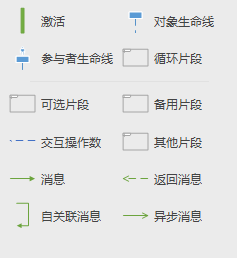 激活
对象生命线
参与者生命线
循环片段
可选片段
备用片段
交互操作数
其他片段
消息
返回消息
自关联消息
异步消息